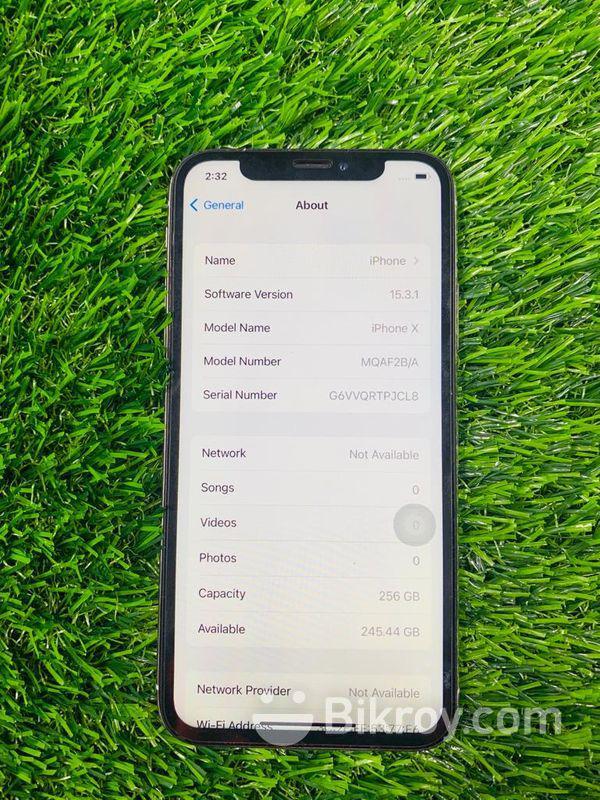 2:32
General About
Name iPhone
Software Version 15.3.1
Model Name iPhone X
Model Number MQAF2B/A
Serial Number G6VVQRTPJCL8
Network Not Available
Songs 0
Videos 0
Photos 0
Capacity 256 GB
Available 245.44 GB
Network Provider Not Available
Wi-Fi Address
Bikroy.com